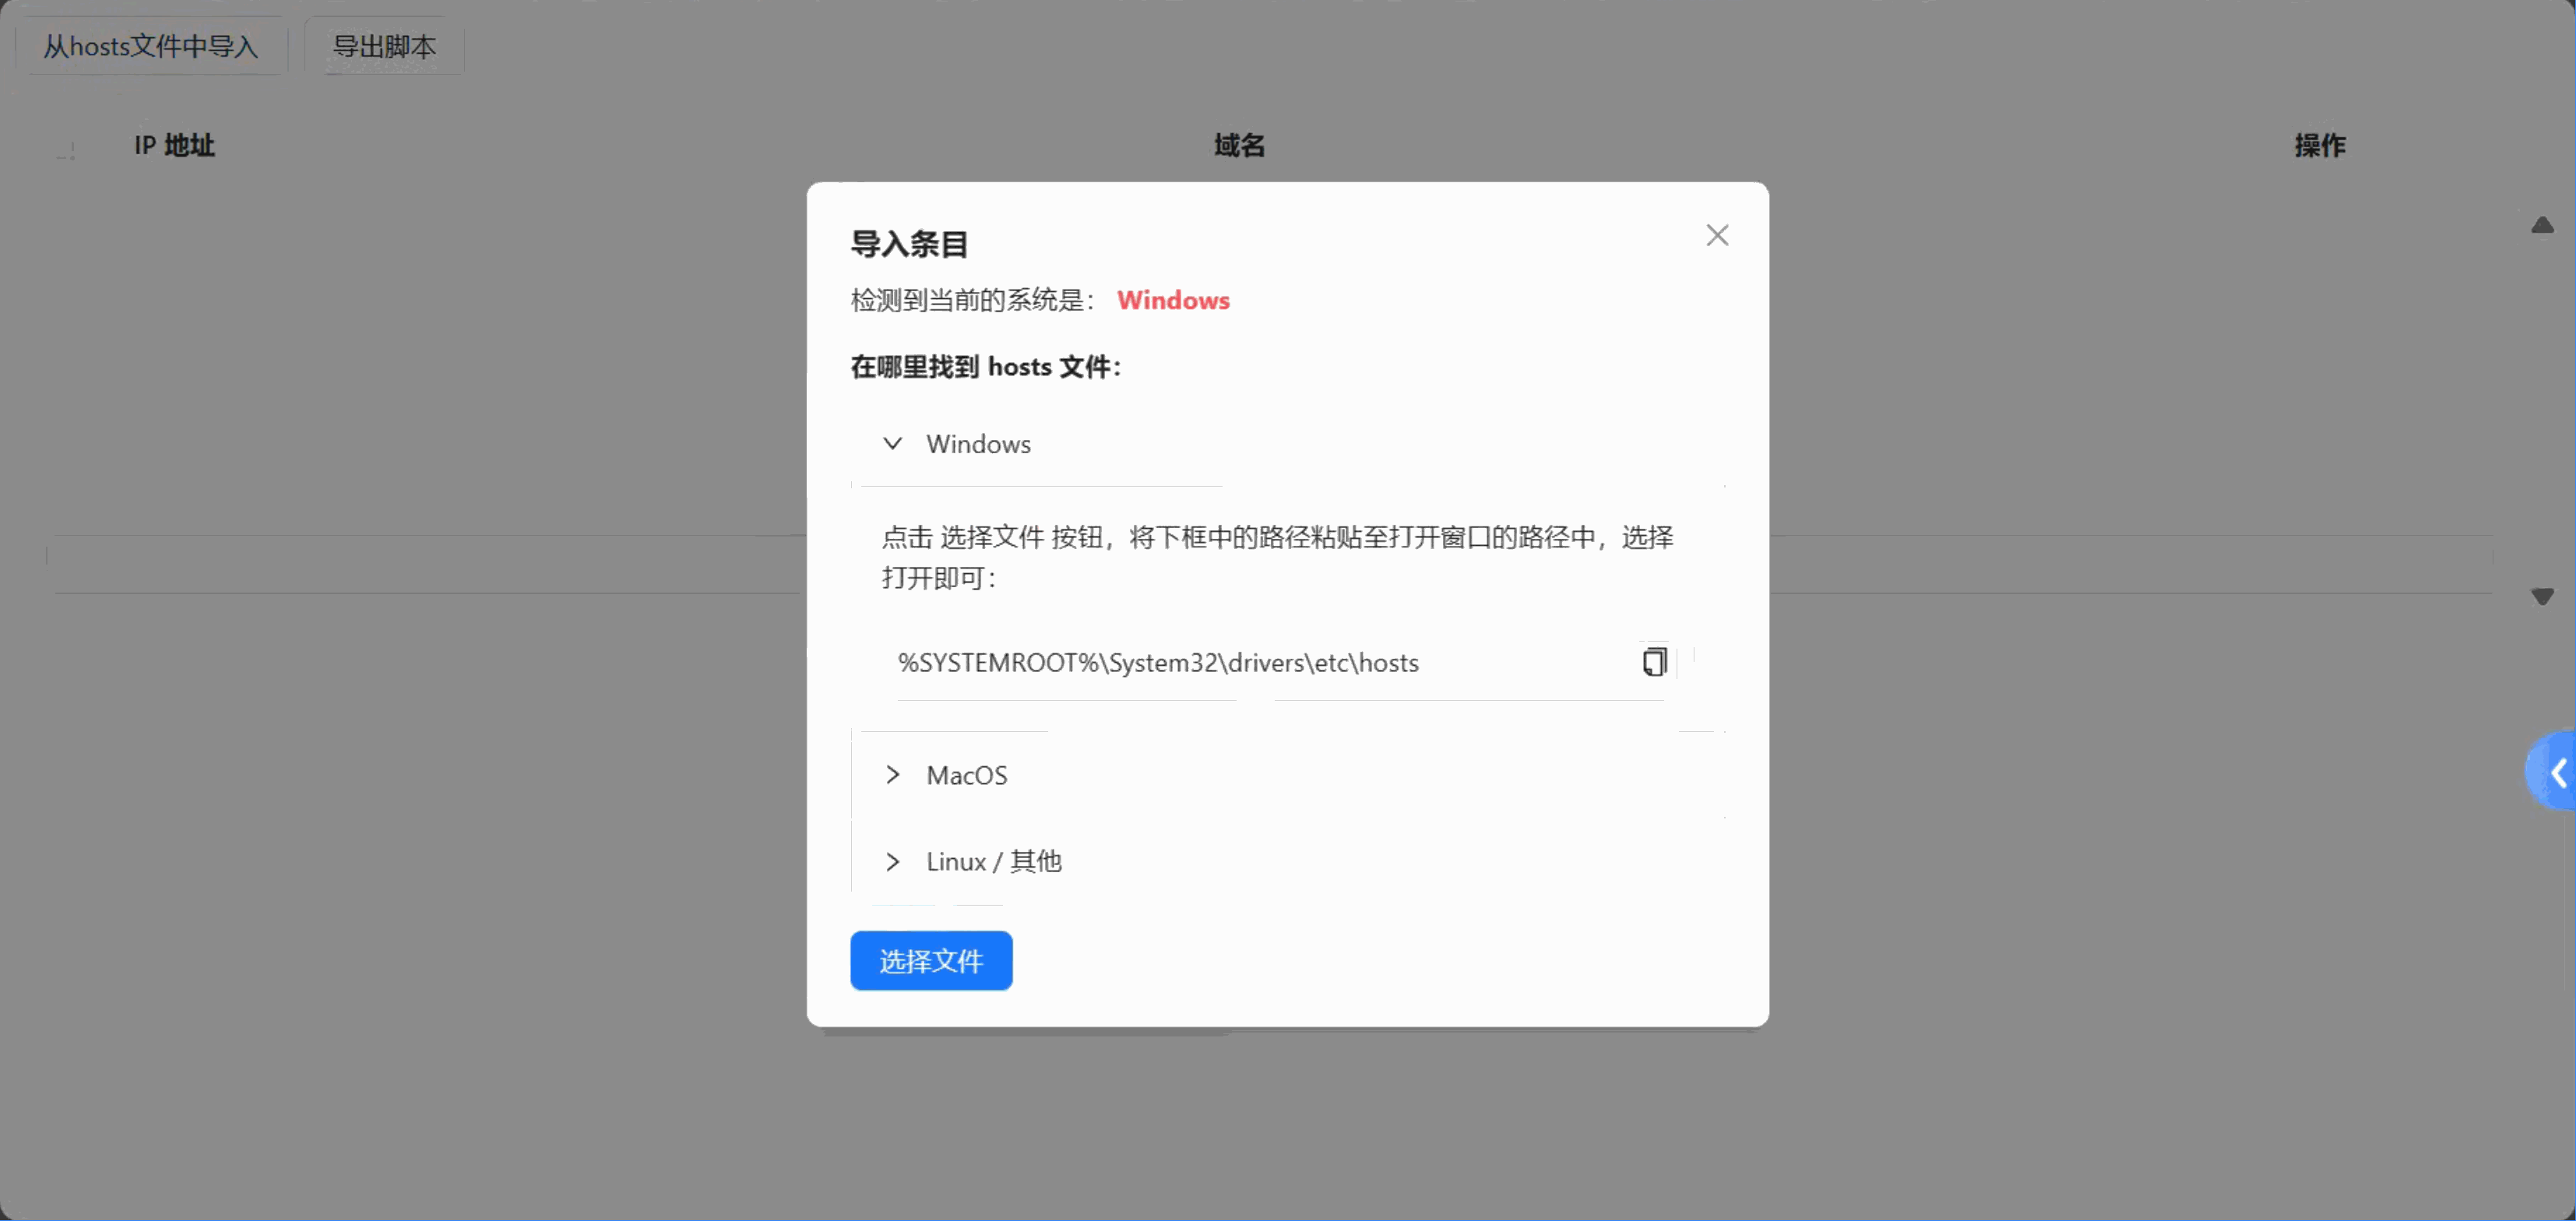 从hosts文件中导入 导出脚本
IP 地址 域名 操作
导入条目
检测到当前的系统是： Windows
在哪里找到 hosts 文件：
Windows
点击 选择文件 按钮，将下框中的路径粘贴至打开窗口的路径中，选择
打开即可：
%SYSTEMROOT%\System32\drivers\etc\hosts
MacOS
Linux / 其他
选择文件